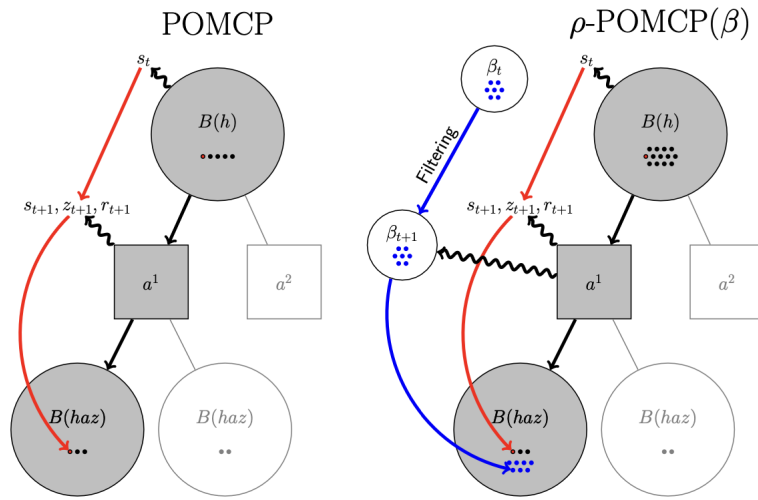 POMCP
ρ-POMCP(β)
s_t
B(h)
s_{t+1}, z_{t+1}, r_{t+1}
a^1
a^2
B(haz)
B(haz)
β_t
Filtering
β_{t+1}
s_t
B(h)
s_{t+1}, z_{t+1}, r_{t+1}
a^1
a^2
B(haz)
B(haz)